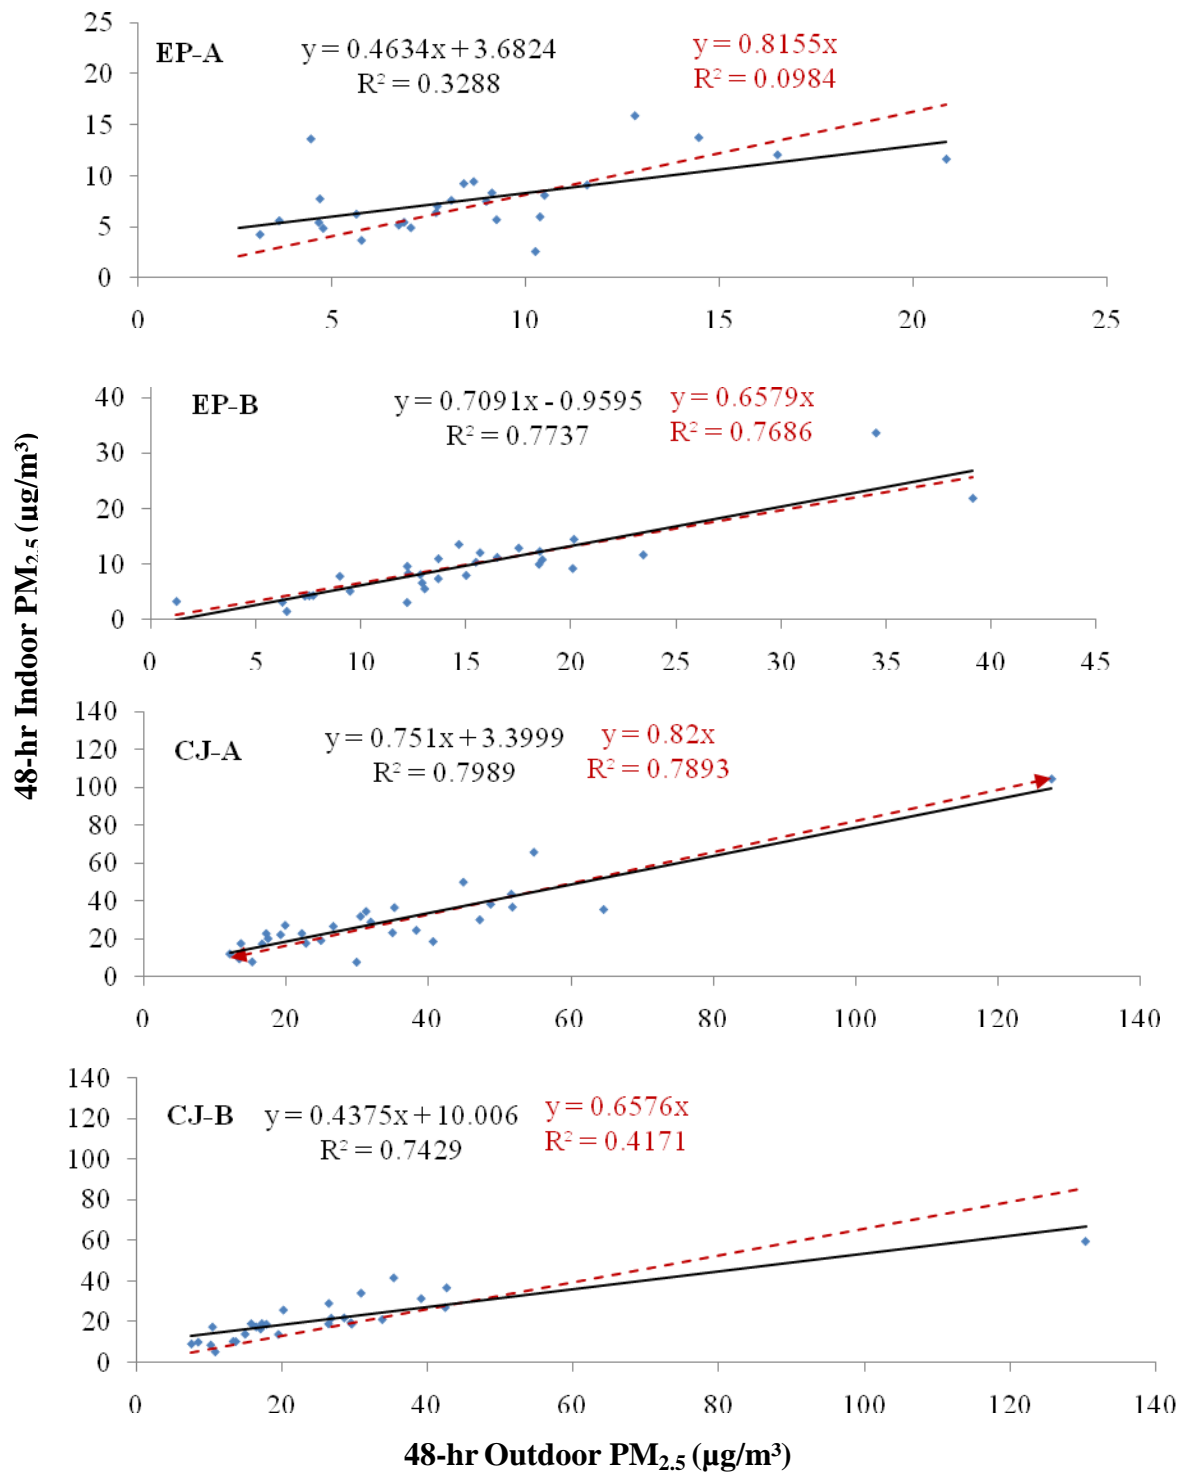 25
EP-A
y = 0.4634x + 3.6824
R² = 0.3288
y = 0.8155x
R² = 0.0984
20
15
10
5
0
0 5 10 15 20 25
40
EP-B
y = 0.7091x - 0.9595
R² = 0.7737
y = 0.6579x
R² = 0.7686
30
20
10
0
0 5 10 15 20 25 30 35 40 45
48-hr Indoor PM2.5 (µg/m³)
140
CJ-A
y = 0.751x + 3.3999
R² = 0.7989
y = 0.82x
R² = 0.7893
120
100
80
60
40
20
0
0 20 40 60 80 100 120 140
140
CJ-B
y = 0.4375x + 10.006
R² = 0.7429
y = 0.6576x
R² = 0.4171
120
100
80
60
40
20
0
0 20 40 60 80 100 120 140
48-hr Outdoor PM2.5 (µg/m³)